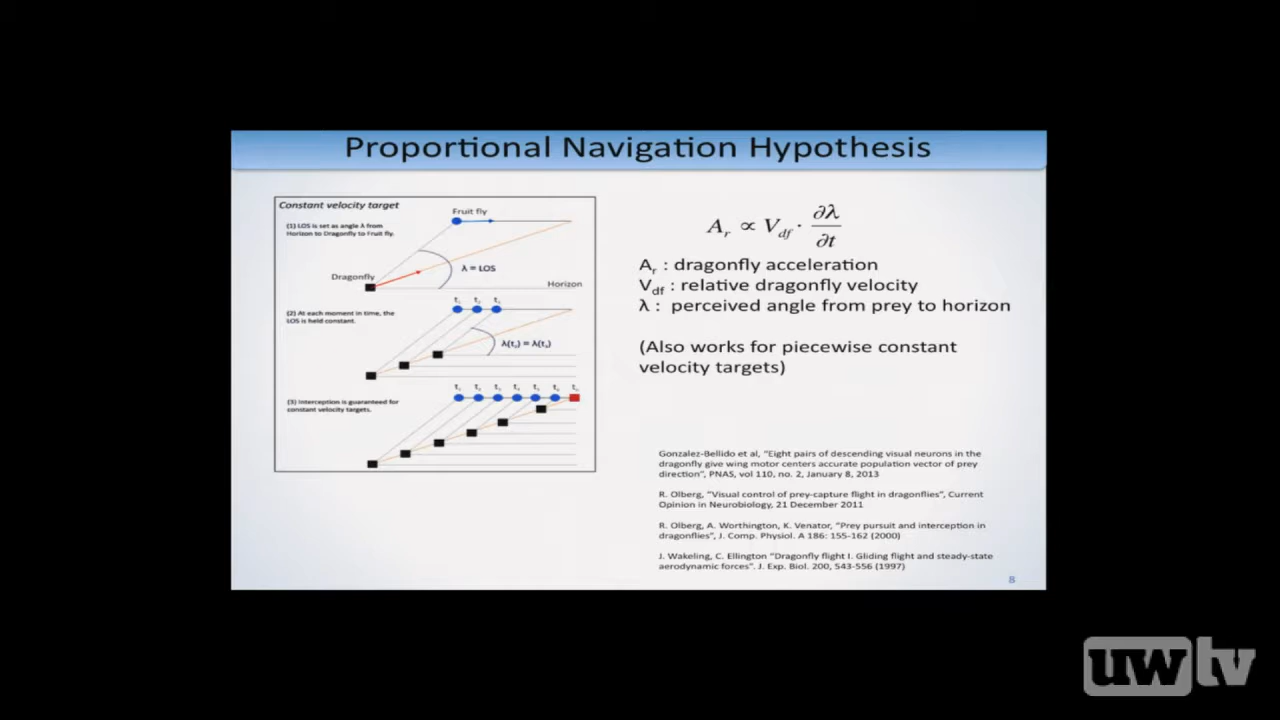 Proportional Navigation Hypothesis
Constant velocity target
(1) LOS is set as angle λ from
Horizon to Dragonfly to Fruit fly.
Fruit fly
Dragonfly
λ = LOS
Horizon
(2) At each moment in time, the
LOS is held constant.
(3) Interception is guaranteed for
constant velocity targets.
Aᵣ ∝ V_df · ∂λ/∂t
Aᵣ : dragonfly acceleration
V_df : relative dragonfly velocity
λ : perceived angle from prey to horizon
(Also works for piecewise constant
velocity targets)
Gonzalez-Bellido et al, “Eight pairs of descending visual neurons in the
dragonfly give wing motor centers accurate population vector of prey
direction”, PNAS, vol 110, no. 2, January 8, 2013
R. Olberg, “Visual control of prey-capture flight in dragonflies”, Current
Opinion in Neurobiology, 21 December 2011
R. Olberg, A. Worthington, K. Venator, “Prey pursuit and interception in
dragonflies”, J. Comp. Physiol. A 186: 155-162 (2000)
J. Wakeling, C. Ellington “Dragonfly flight I. Gliding flight and steady-state
aerodynamic forces”. J. Exp. Biol. 200, 543-556 (1997)
8
uwtv